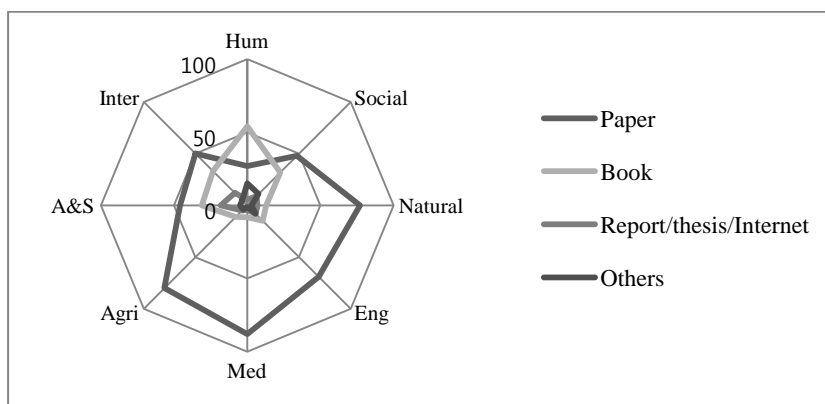 Hum
100
Inter
Social
Paper
50
Book
A&S
0
Natural
Report/thesis/Internet
Others
Agri
Eng
Med